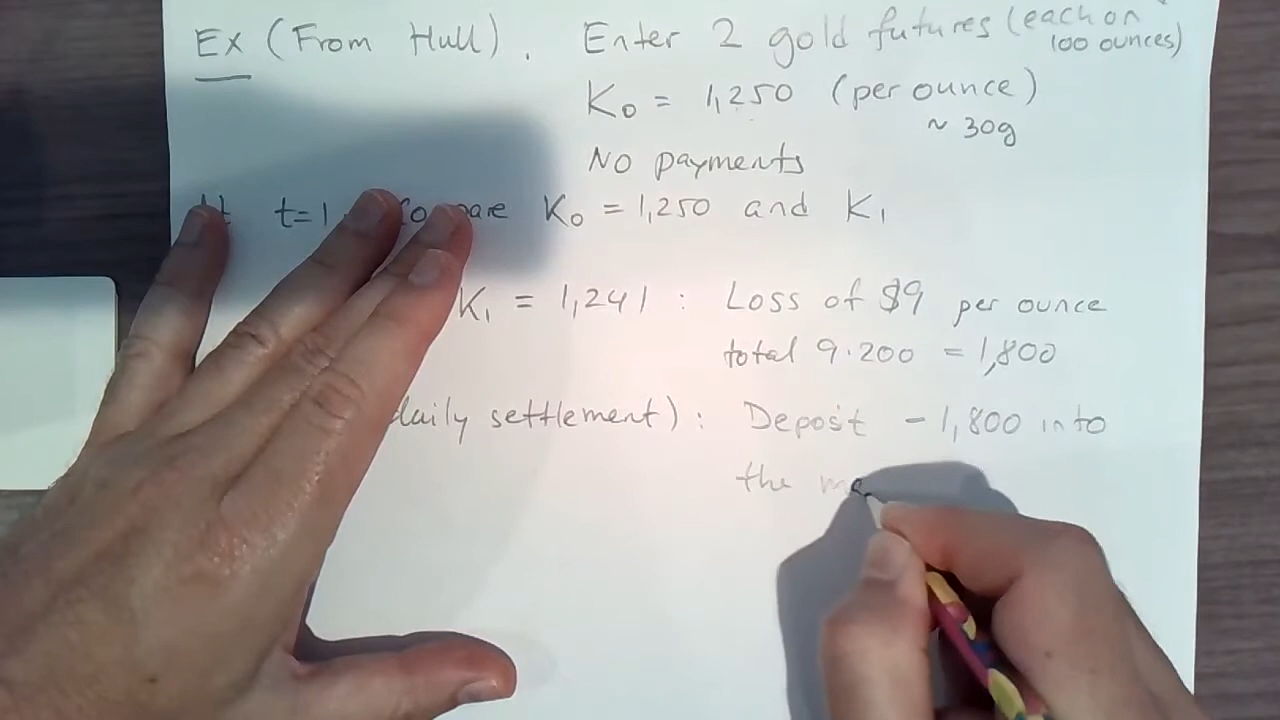 Ex (From Hull). Enter 2 gold futures (each on
100 ounces)
K0 = 1,250 (per ounce)
~ 30g
No payments
At t=1 K0 = 1,250 and K1
K1 = 1,241 : Loss of $9 per ounce
total 9·200 = 1,800
daily settlement) : Deposit -1,800 into
the